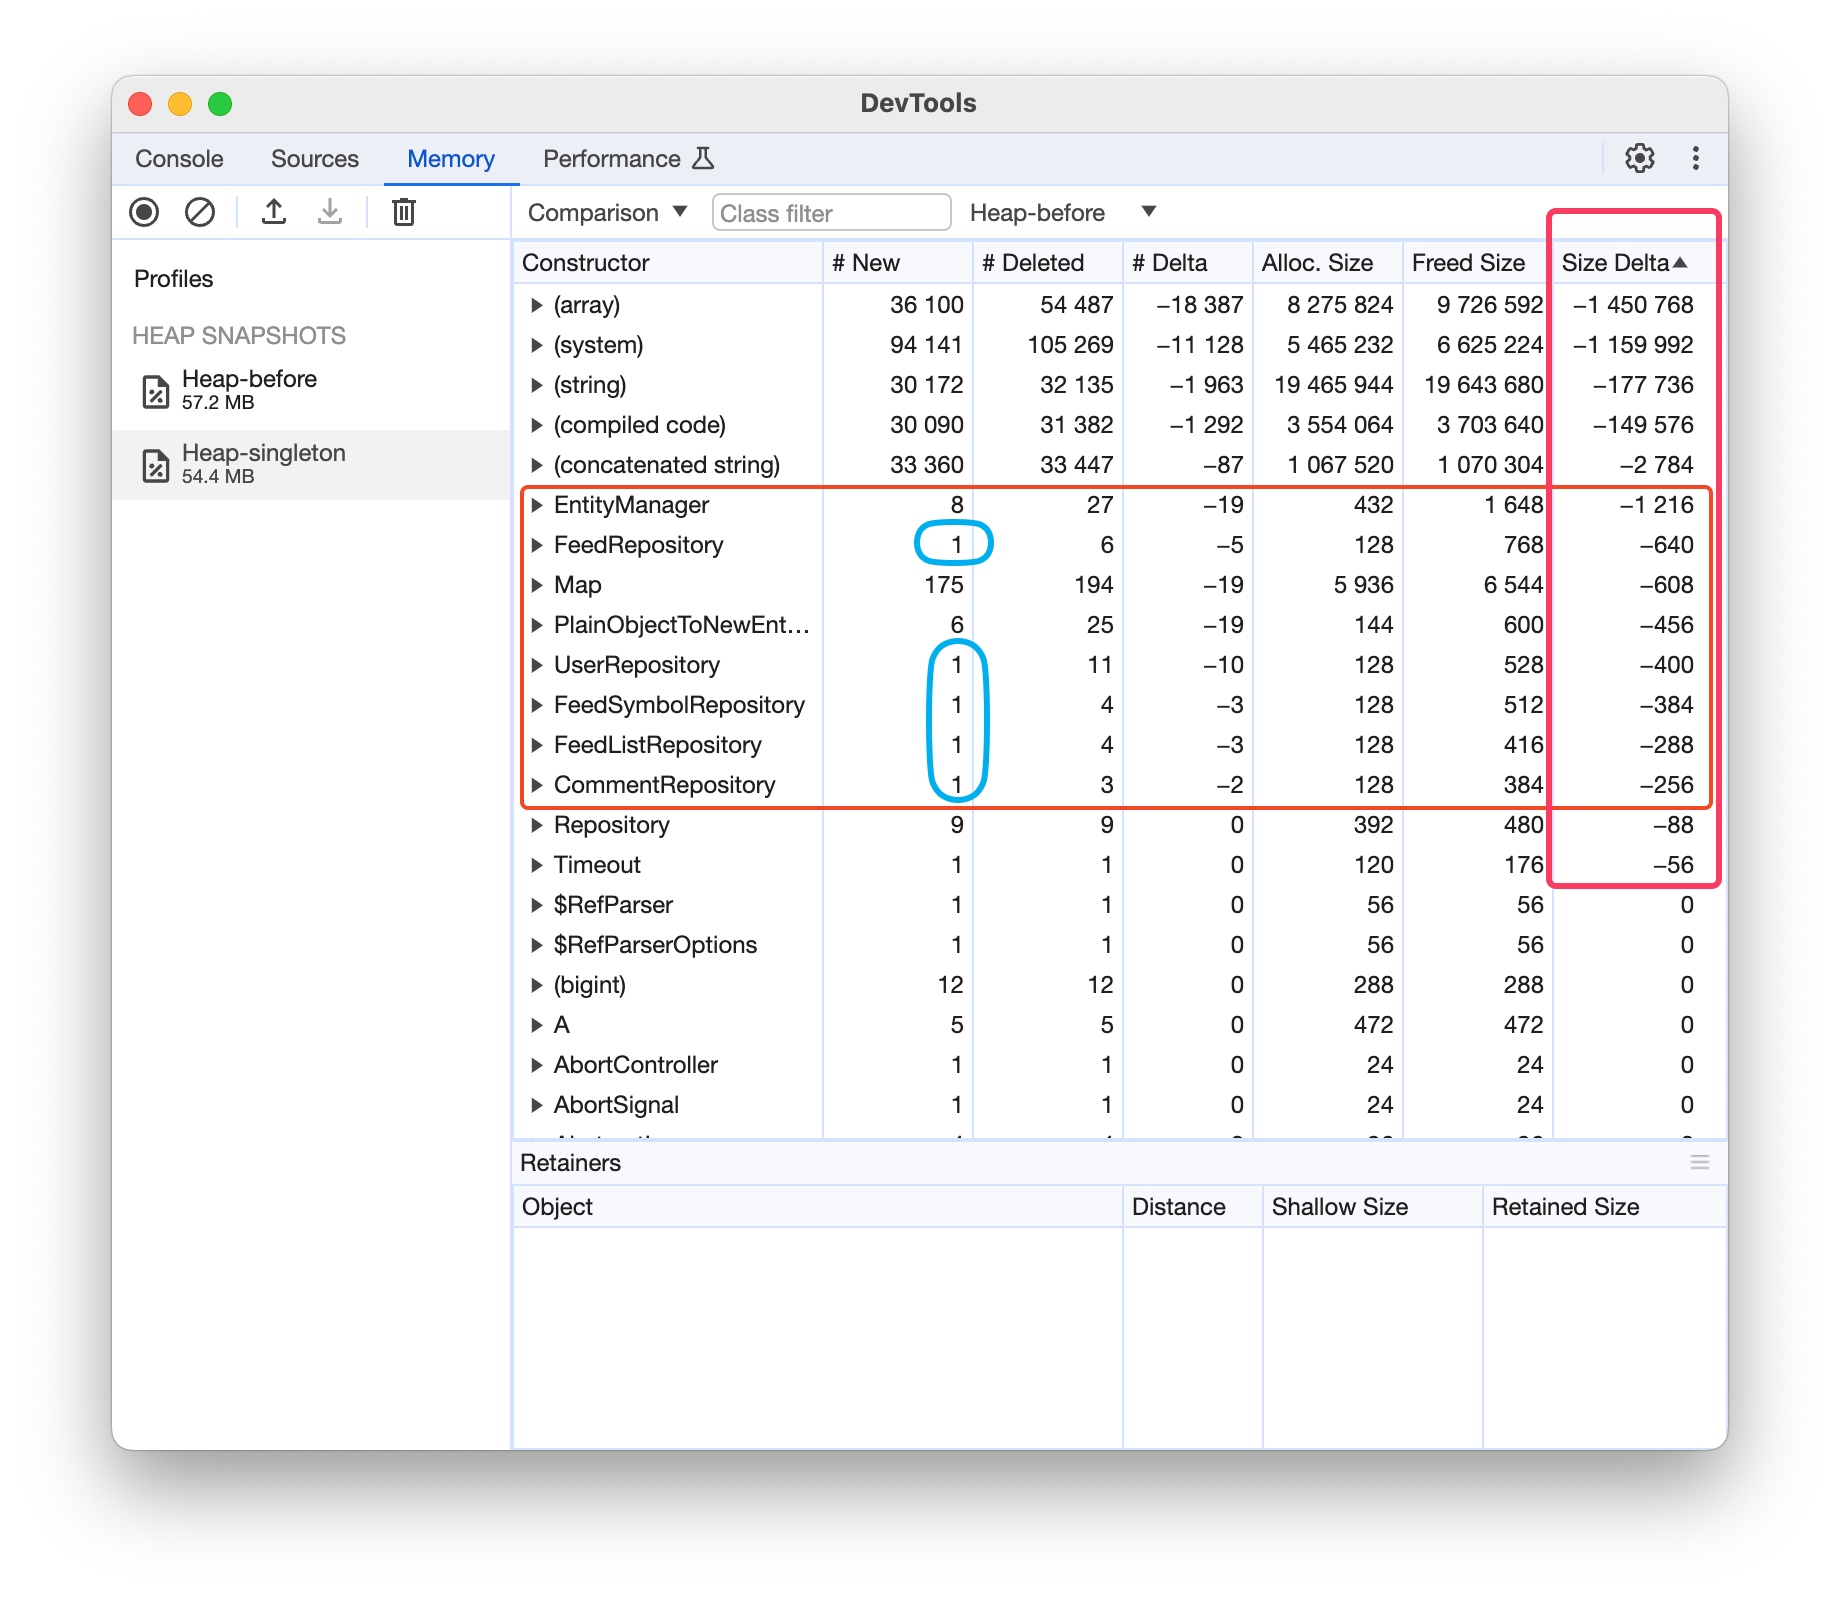 DevTools
Console Sources Memory Performance
Comparison Class filter Heap-before
Profiles
HEAP SNAPSHOTS
Heap-before
57.2 MB
Heap-singleton
54.4 MB
Constructor # New # Deleted # Delta Alloc. Size Freed Size Size Delta
(array) 36 100 54 487 −18 387 8 275 824 9 726 592 −1 450 768
(system) 94 141 105 269 −11 128 5 465 232 6 625 224 −1 159 992
(string) 30 172 32 135 −1 963 19 465 944 19 643 680 −177 736
(compiled code) 30 090 31 382 −1 292 3 554 064 3 703 640 −149 576
(concatenated string) 33 360 33 447 −87 1 067 520 1 070 304 −2 784
EntityManager 8 27 −19 432 1 648 −1 216
FeedRepository 1 6 −5 128 768 −640
Map 175 194 −19 5 936 6 544 −608
PlainObjectToNewEnt… 6 25 −19 144 600 −456
UserRepository 1 11 −10 128 528 −400
FeedSymbolRepository 1 4 −3 128 512 −384
FeedListRepository 1 4 −3 128 416 −288
CommentRepository 1 3 −2 128 384 −256
Repository 9 9 0 392 480 −88
Timeout 1 1 0 120 176 −56
$RefParser 1 1 0 56 56 0
$RefParserOptions 1 1 0 56 56 0
(bigint) 12 12 0 288 288 0
A 5 5 0 472 472 0
AbortController 1 1 0 24 24 0
AbortSignal 1 1 0 24 24 0
Retainers
Object Distance Shallow Size Retained Size